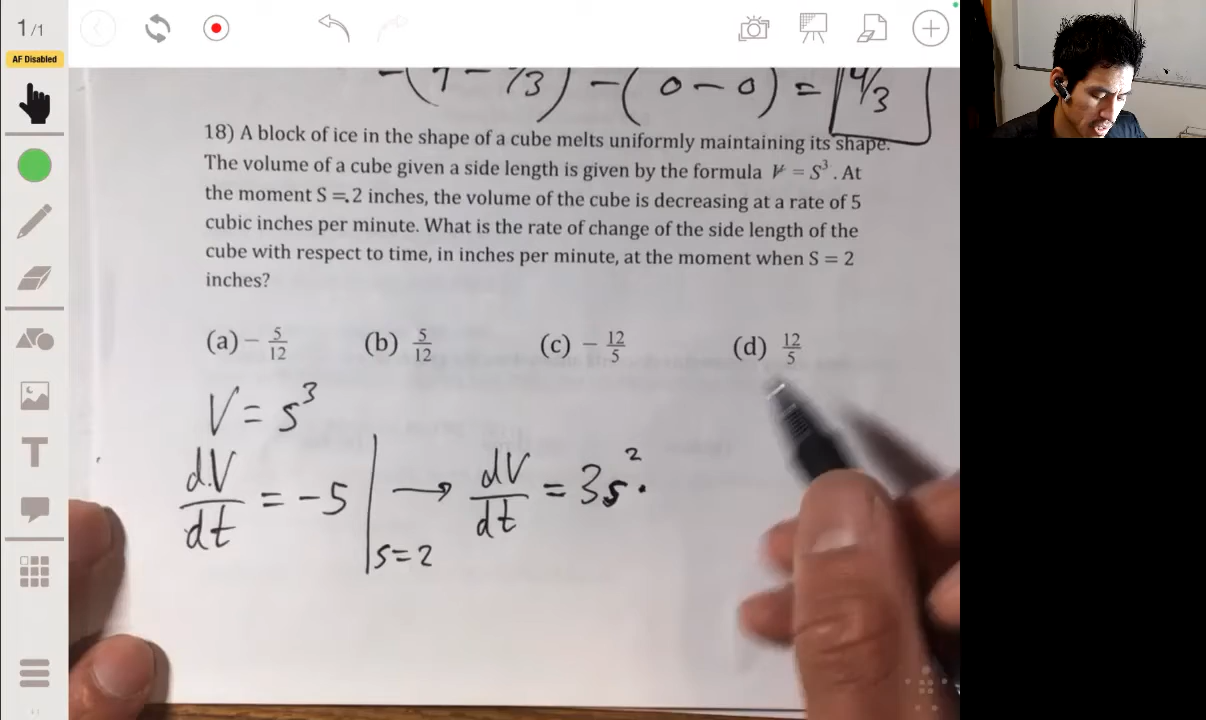 1/1
AF Disabled
T
) - ( 0 - 0 ) = 4/3
18) A block of ice in the shape of a cube melts uniformly maintaining its shape.
The volume of a cube given a side length is given by the formula V = S³. At
the moment S = 2 inches, the volume of the cube is decreasing at a rate of 5
cubic inches per minute. What is the rate of change of the side length of the
cube with respect to time, in inches per minute, at the moment when S = 2
inches?
(a) - 5/12 (b) 5/12 (c) - 12/5 (d) 12/5
V = s³
dV/dt = -5 | s=2 → dV/dt = 3s² ·